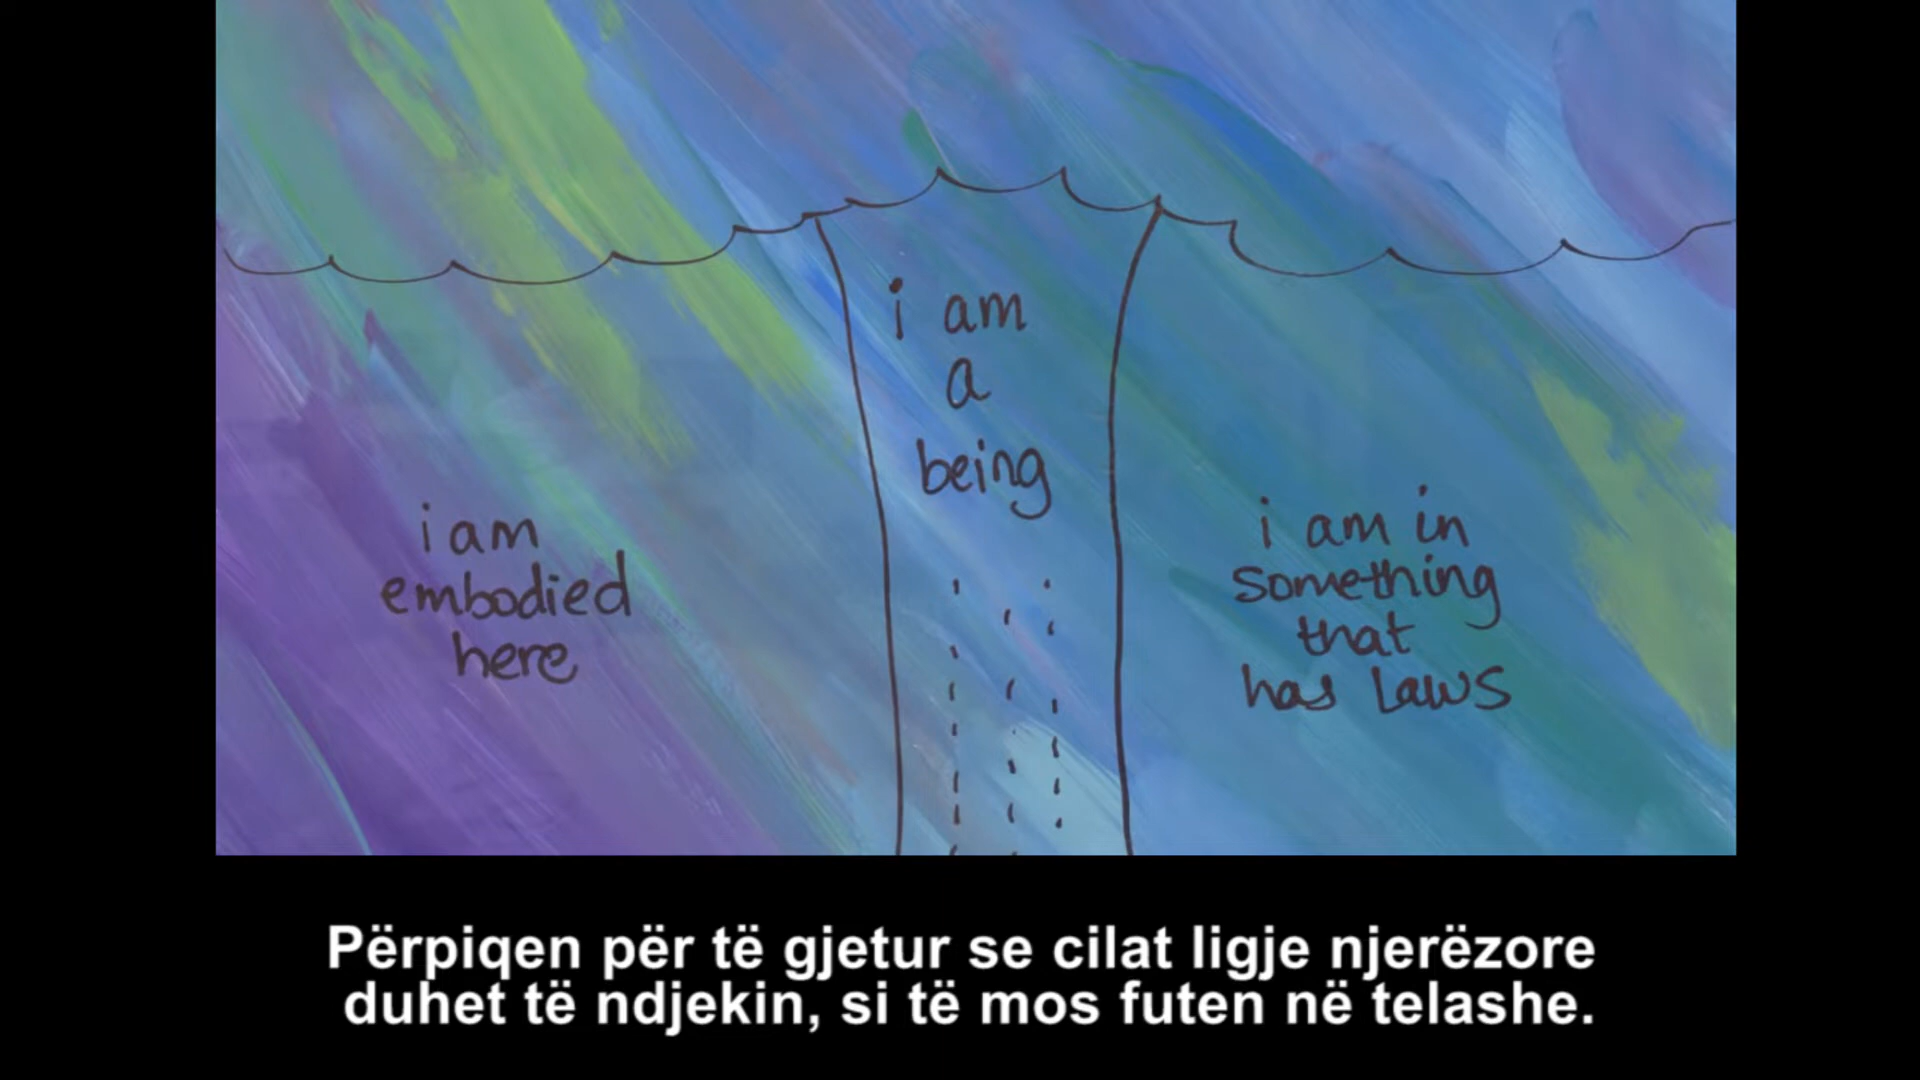 i am
a
being
i am
embodied
here
i am in
something
that
has laws
Përpiqen për të gjetur se cilat ligje njerëzore
duhet të ndjekin, si të mos futen në telashe.